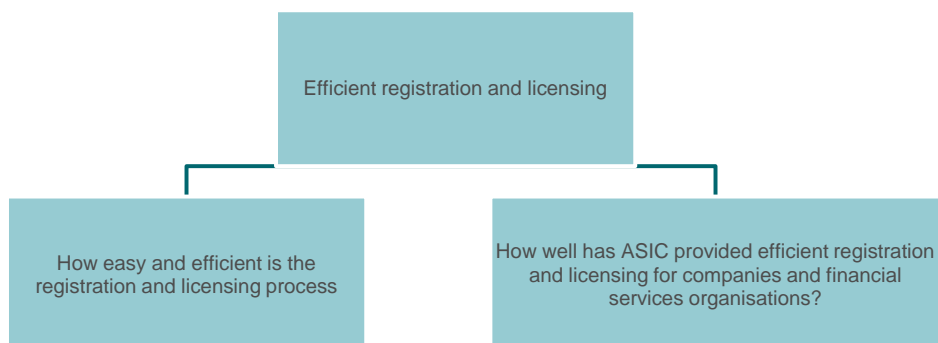 Efficient registration and licensing
How easy and efficient is the
registration and licensing process
How well has ASIC provided efficient registration
and licensing for companies and financial
services organisations?